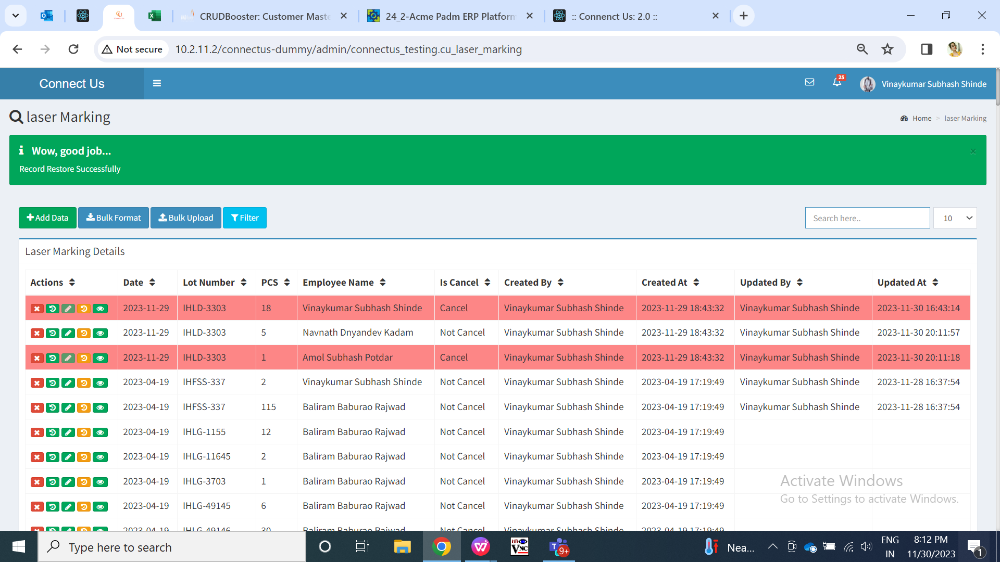 CRUDBooster: Customer Maste
24_2-Acme Padm ERP Platform
:: Connenct Us: 2.0 ::
Not secure
10.2.11.2/connectus-dummy/admin/connectus_testing.cu_laser_marking
Connect Us
25
Vinaykumar Subhash Shinde
laser Marking
Home > laser Marking
Wow, good job...
×
Record Restore Successfully
Add Data
Bulk Format
Bulk Upload
Filter
Search here..
10
Laser Marking Details
Actions Date Lot Number PCS Employee Name Is Cancel Created By Created At Updated By Updated At
2023-11-29 IHLD-3303 18 Vinaykumar Subhash Shinde Cancel Vinaykumar Subhash Shinde 2023-11-29 18:43:32 Vinaykumar Subhash Shinde 2023-11-30 16:43:14
2023-11-29 IHLD-3303 5 Navnath Dnyandev Kadam Not Cancel Vinaykumar Subhash Shinde 2023-11-29 18:43:32 Vinaykumar Subhash Shinde 2023-11-30 20:11:57
2023-11-29 IHLD-3303 1 Amol Subhash Potdar Cancel Vinaykumar Subhash Shinde 2023-11-29 18:43:32 Vinaykumar Subhash Shinde 2023-11-30 20:11:18
2023-04-19 IHFSS-337 2 Vinaykumar Subhash Shinde Not Cancel Vinaykumar Subhash Shinde 2023-04-19 17:19:49 Vinaykumar Subhash Shinde 2023-11-28 16:37:54
2023-04-19 IHFSS-337 115 Baliram Baburao Rajwad Not Cancel Vinaykumar Subhash Shinde 2023-04-19 17:19:49 Vinaykumar Subhash Shinde 2023-11-28 16:37:54
2023-04-19 IHLG-1155 12 Baliram Baburao Rajwad Not Cancel Vinaykumar Subhash Shinde 2023-04-19 17:19:49
2023-04-19 IHLG-11645 2 Baliram Baburao Rajwad Not Cancel Vinaykumar Subhash Shinde 2023-04-19 17:19:49
2023-04-19 IHLG-3703 1 Baliram Baburao Rajwad Not Cancel Vinaykumar Subhash Shinde 2023-04-19 17:19:49
2023-04-19 IHLG-49145 6 Baliram Baburao Rajwad Not Cancel Vinaykumar Subhash Shinde 2023-04-19 17:19:49
2023-04-19 IHLG-49146 30 Baliram Baburao Rajwad Not Cancel Vinaykumar Subhash Shinde 2023-04-19 17:19:49
Activate Windows
Go to Settings to activate Windows.
Type here to search
VNC
9+
Nea...
ENG
IN
8:12 PM
11/30/2023
1